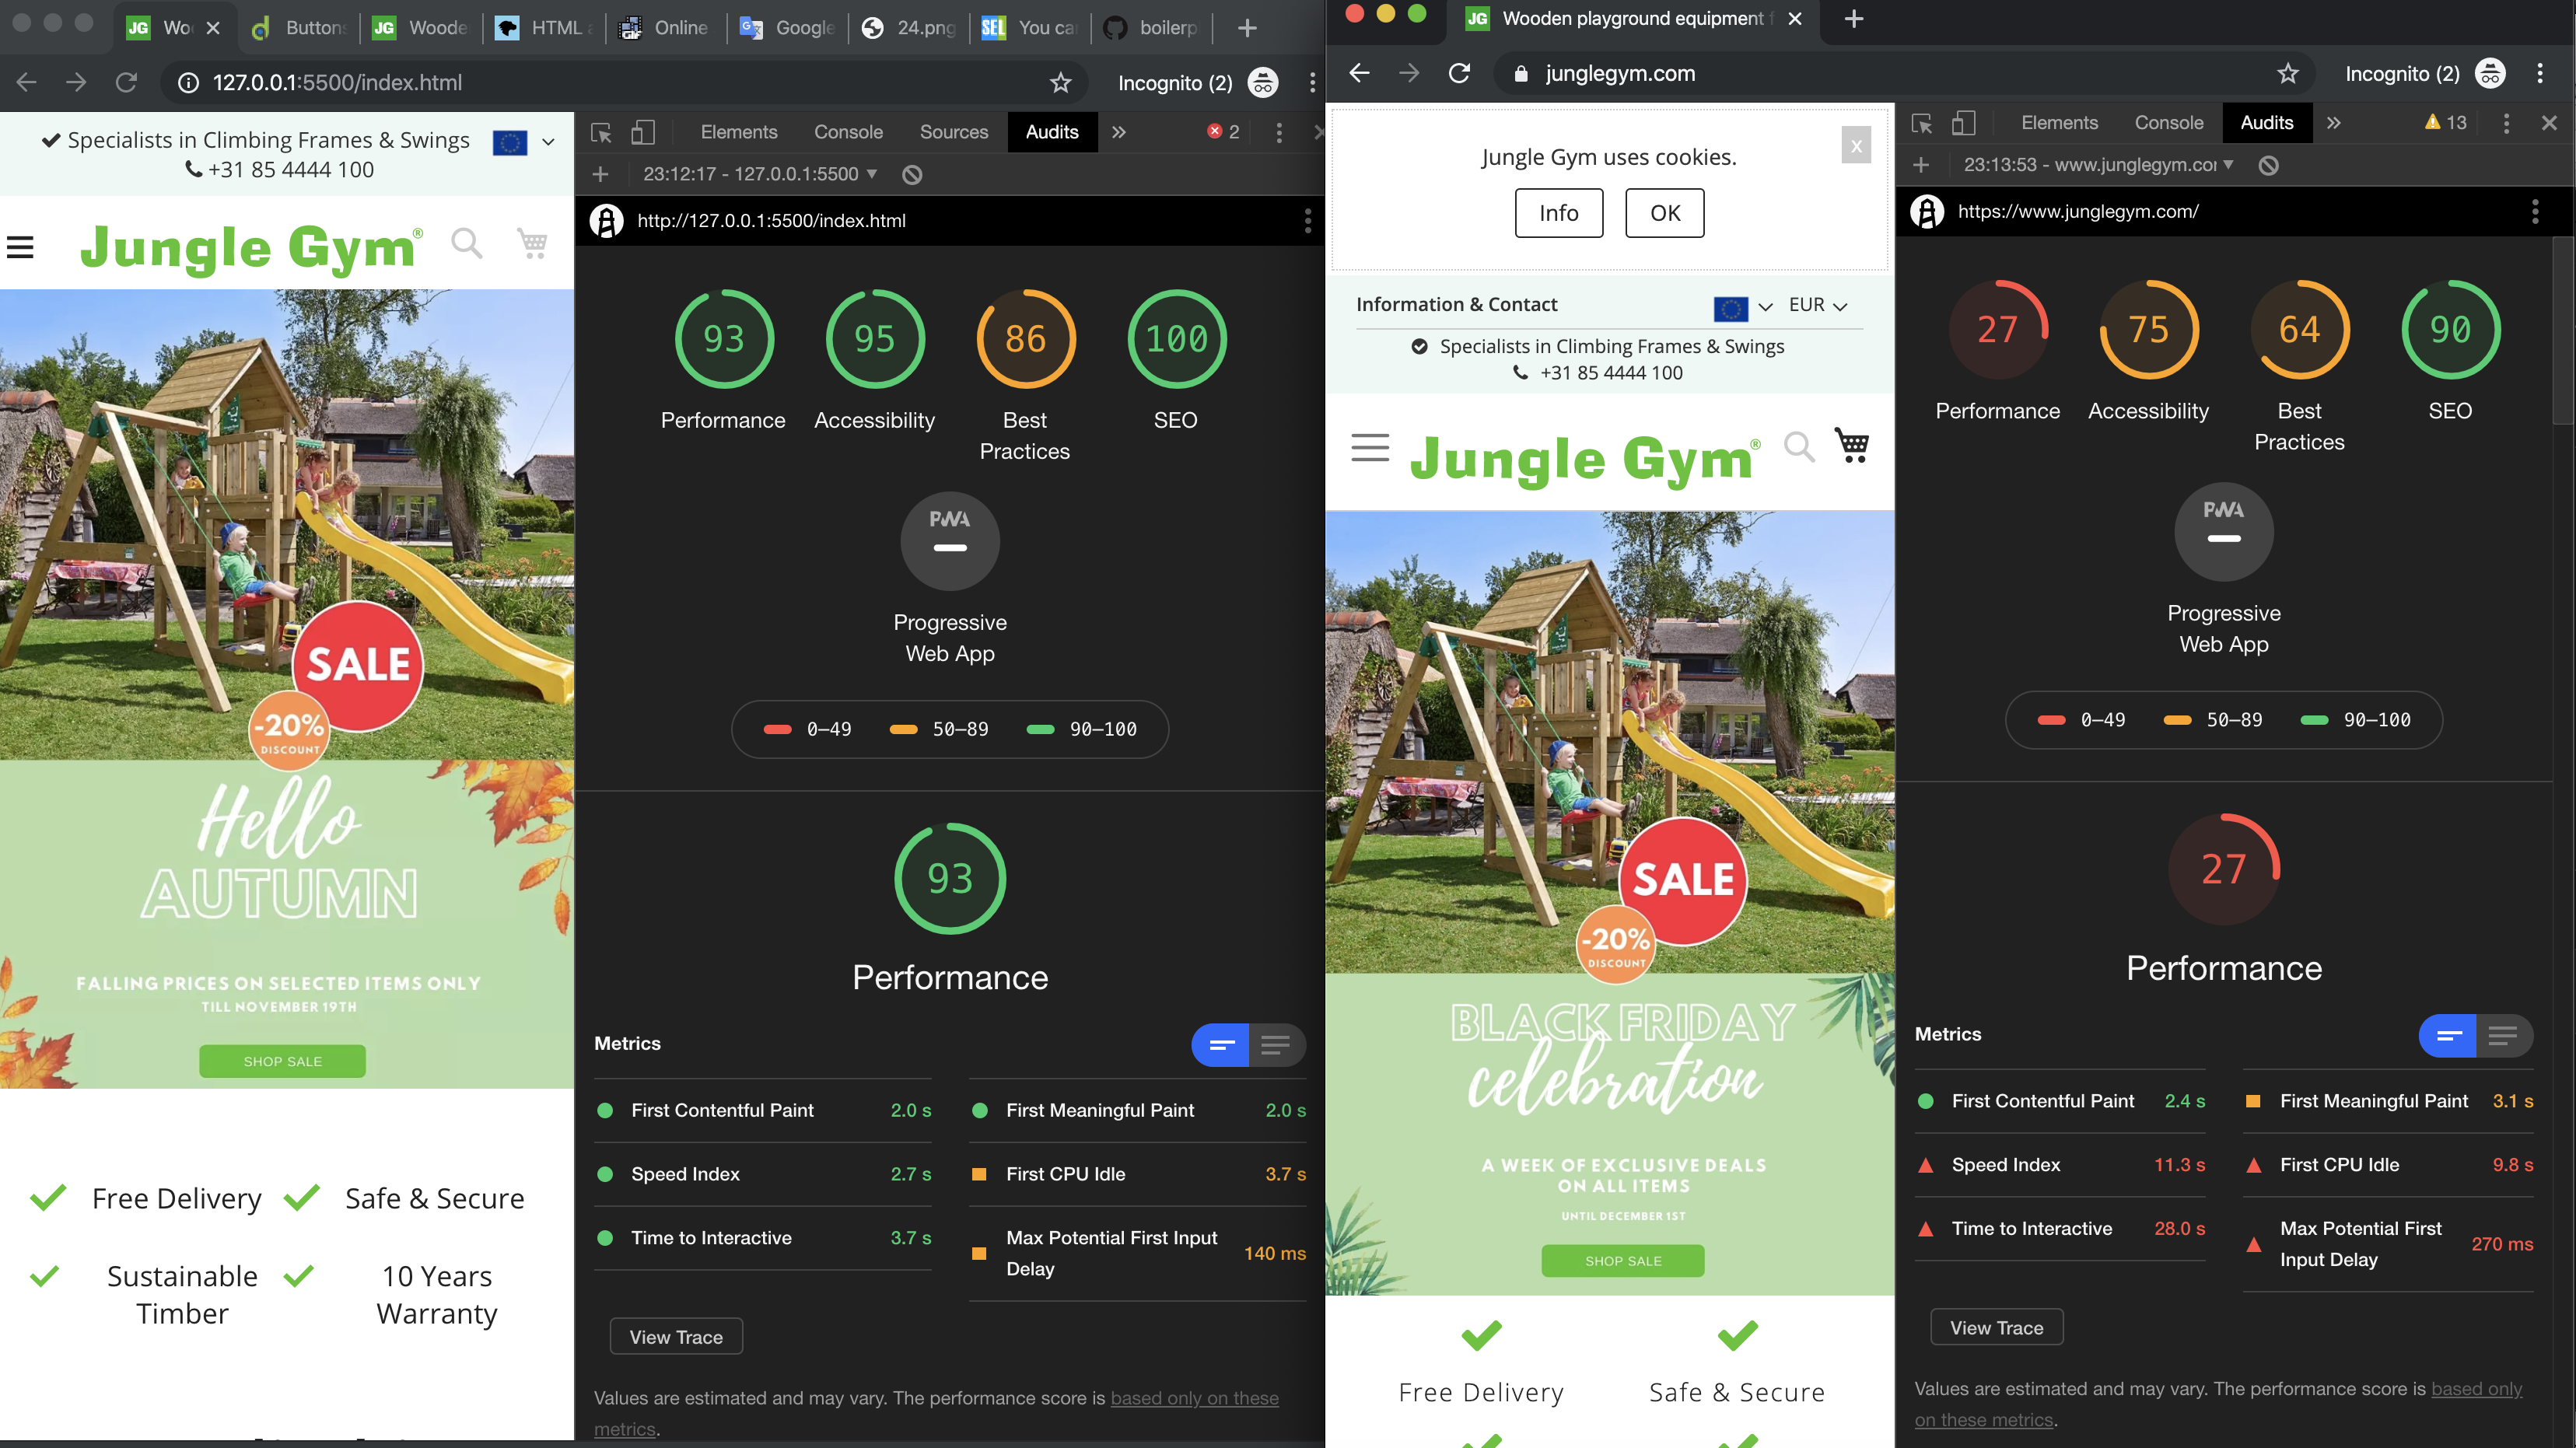 JG Wo
Buttons
JG Woode
HTML a
Online
Google
24.png
SEL You ca
boilerp
127.0.0.1:5500/index.html
Incognito (2)
Specialists in Climbing Frames & Swings
+31 85 4444 100
Jungle Gym®
SALE
-20%
DISCOUNT
Hello
AUTUMN
FALLING PRICES ON SELECTED ITEMS ONLY
TILL NOVEMBER 19TH
SHOP SALE
Free Delivery
Safe & Secure
Sustainable
Timber
10 Years
Warranty
Elements
Console
Sources
Audits
2
23:12:17 - 127.0.0.1:5500
http://127.0.0.1:5500/index.html
93
95
86
100
Performance
Accessibility
Best
Practices
SEO
PWA
Progressive
Web App
0–49
50–89
90–100
93
Performance
Metrics
First Contentful Paint 2.0 s
First Meaningful Paint 2.0 s
Speed Index 2.7 s
First CPU Idle 3.7 s
Time to Interactive 3.7 s
Max Potential First Input
Delay
140 ms
View Trace
Values are estimated and may vary. The performance score is based only on these
metrics.
JG Wooden playground equipment f
junglegym.com
Incognito (2)
Jungle Gym uses cookies.
x
Info
OK
Information & Contact
EUR
Specialists in Climbing Frames & Swings
+31 85 4444 100
Jungle Gym®
SALE
-20%
DISCOUNT
BLACK FRIDAY
celebration
A WEEK OF EXCLUSIVE DEALS
ON ALL ITEMS
UNTIL DECEMBER 1ST
SHOP SALE
Free Delivery
Safe & Secure
Elements
Console
Audits
13
23:13:53 - www.junglegym.cor
https://www.junglegym.com/
27
75
64
90
Performance
Accessibility
Best
Practices
SEO
PWA
Progressive
Web App
0–49
50–89
90–100
27
Performance
Metrics
First Contentful Paint 2.4 s
First Meaningful Paint 3.1 s
Speed Index 11.3 s
First CPU Idle 9.8 s
Time to Interactive 28.0 s
Max Potential First
Input Delay
270 ms
View Trace
Values are estimated and may vary. The performance score is based only
on these metrics.